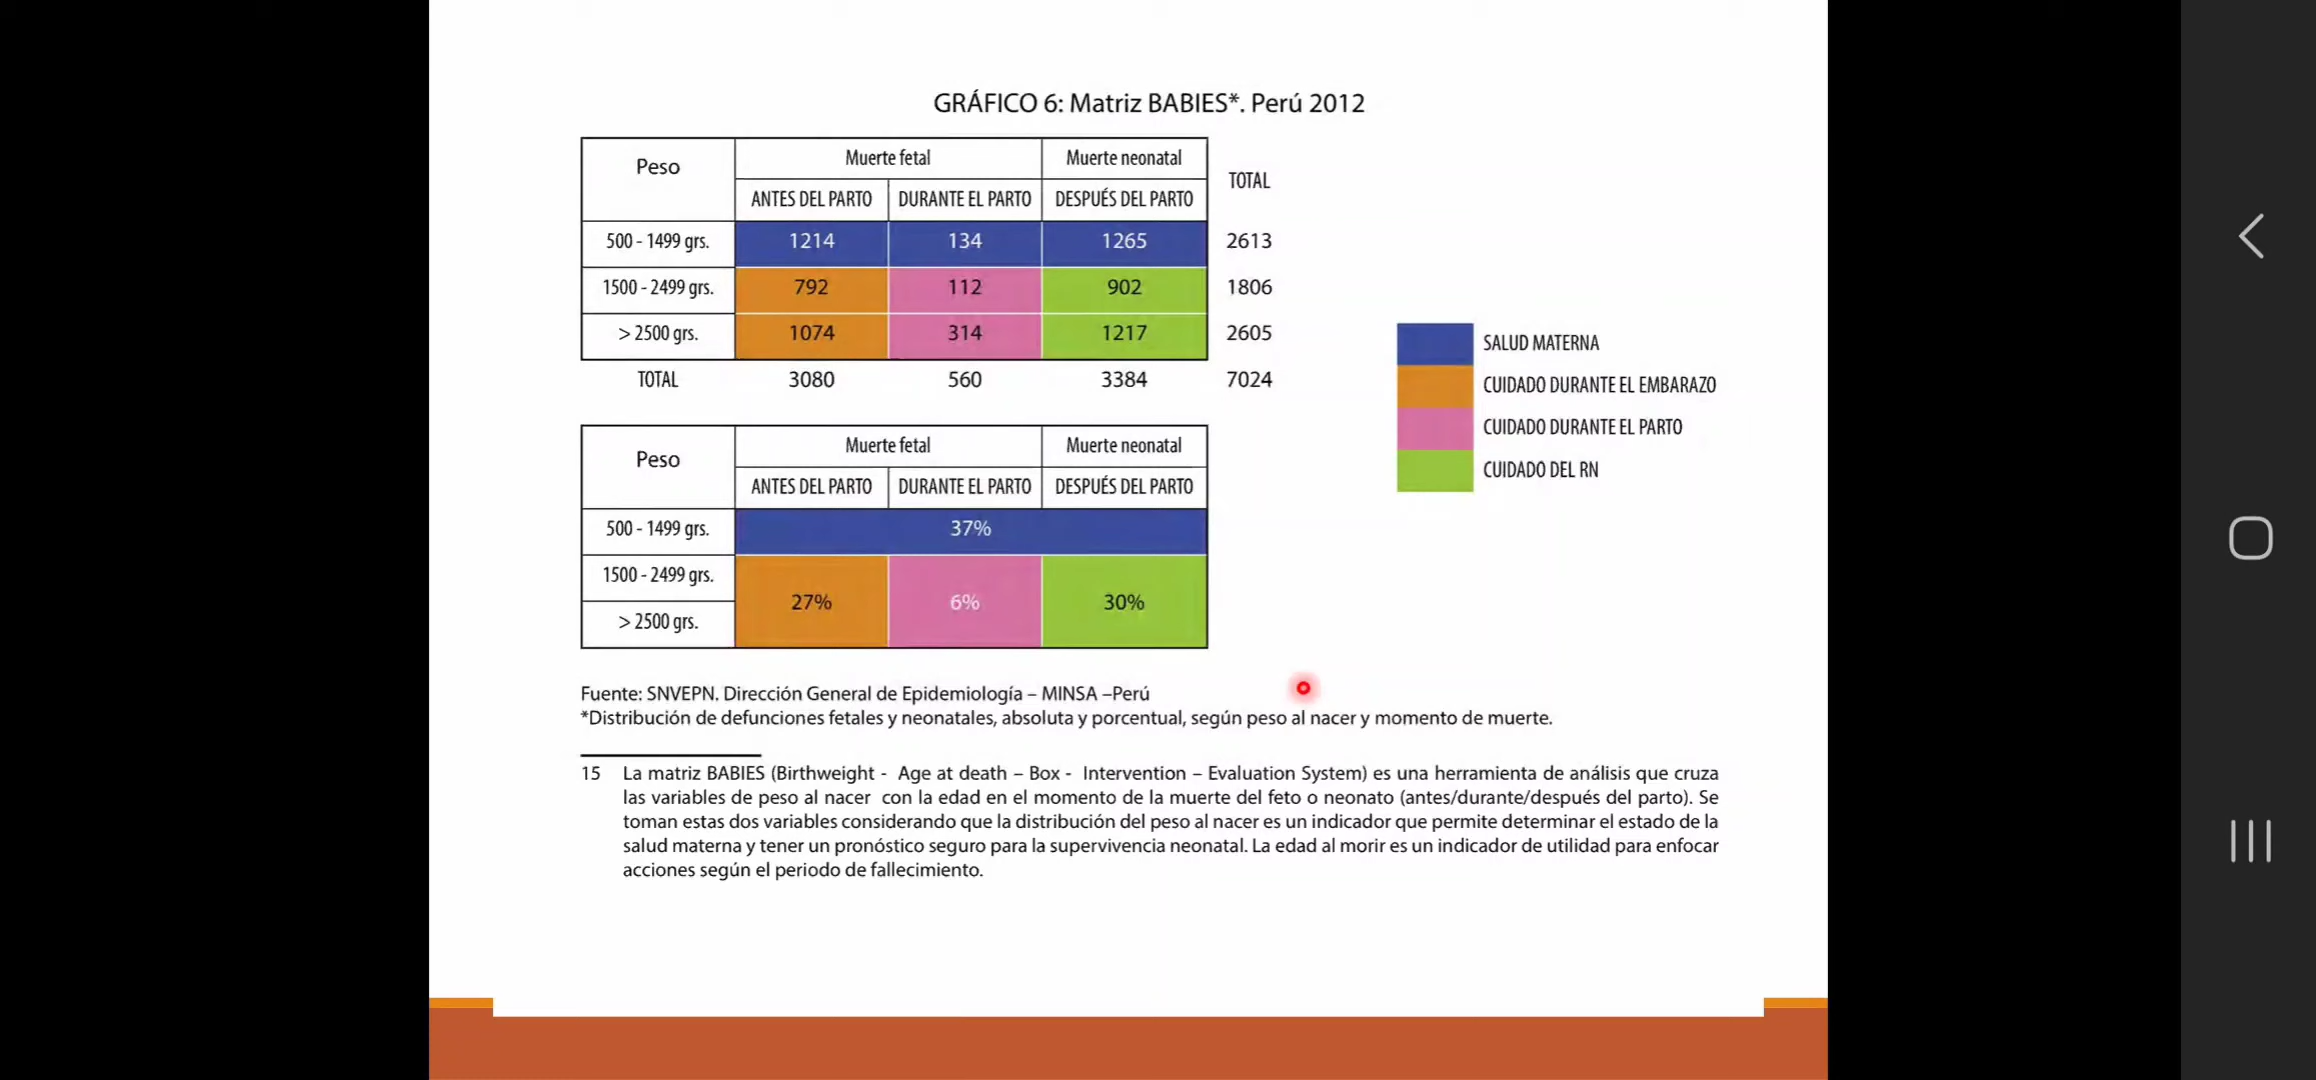 GRÁFICO 6: Matriz BABIES*. Perú 2012
Peso
Muerte fetal
Muerte neonatal
TOTAL
ANTES DEL PARTO
DURANTE EL PARTO
DESPUÉS DEL PARTO
500 - 1499 grs.
1214
134
1265
2613
1500 - 2499 grs.
792
112
902
1806
> 2500 grs.
1074
314
1217
2605
TOTAL
3080
560
3384
7024
SALUD MATERNA
CUIDADO DURANTE EL EMBARAZO
CUIDADO DURANTE EL PARTO
CUIDADO DEL RN
Peso
Muerte fetal
Muerte neonatal
ANTES DEL PARTO
DURANTE EL PARTO
DESPUÉS DEL PARTO
500 - 1499 grs.
37%
1500 - 2499 grs.
27%
6%
30%
> 2500 grs.
Fuente: SNVEPN. Dirección General de Epidemiología – MINSA –Perú
*Distribución de defunciones fetales y neonatales, absoluta y porcentual, según peso al nacer y momento de muerte.
15 La matriz BABIES (Birthweight - Age at death – Box - Intervention – Evaluation System) es una herramienta de análisis que cruza
las variables de peso al nacer con la edad en el momento de la muerte del feto o neonato (antes/durante/después del parto). Se
toman estas dos variables considerando que la distribución del peso al nacer es un indicador que permite determinar el estado de la
salud materna y tener un pronóstico seguro para la supervivencia neonatal. La edad al morir es un indicador de utilidad para enfocar
acciones según el periodo de fallecimiento.